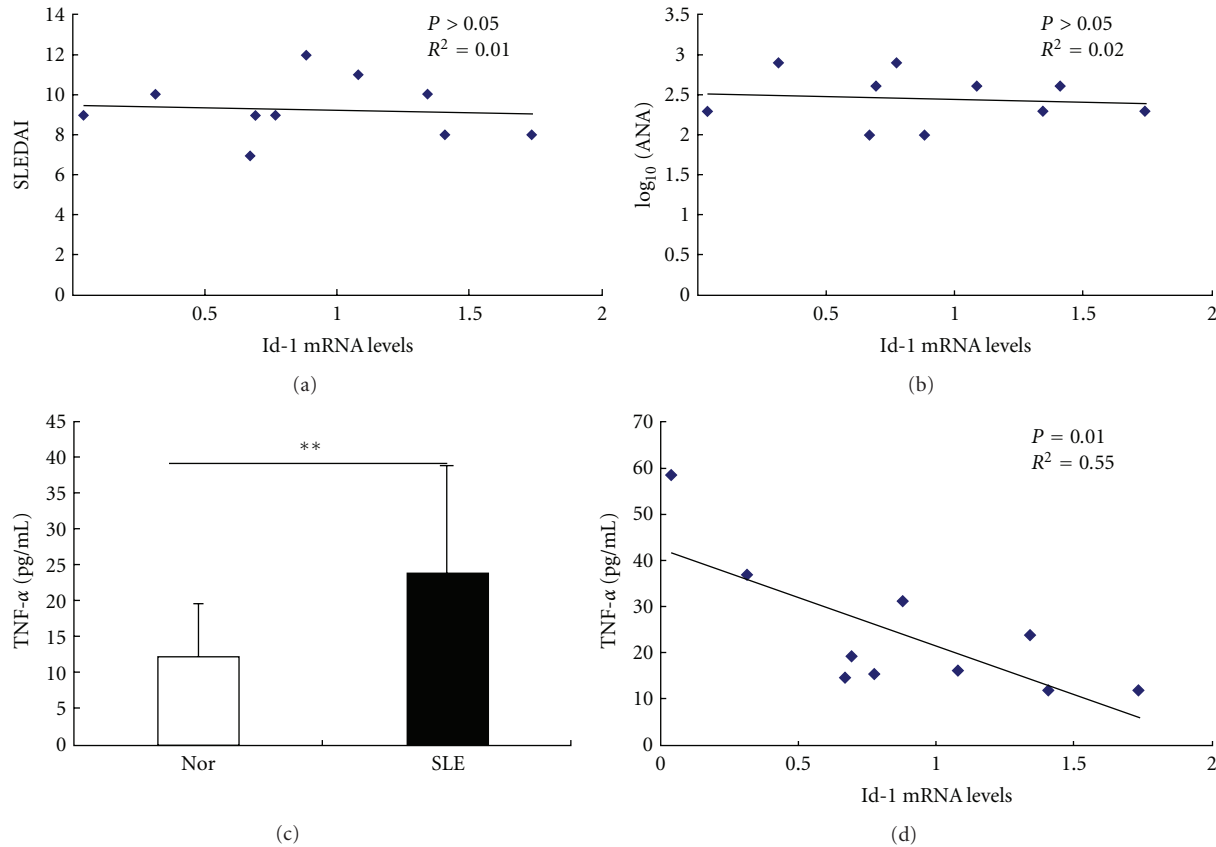 14
12
10
8
6
4
2
0
SLEDAI
P > 0.05
R² = 0.01
0.5 1 1.5 2
Id-1 mRNA levels
(a)
3.5
3
2.5
2
1.5
1
0.5
0
log₁₀ (ANA)
P > 0.05
R² = 0.02
0.5 1 1.5 2
Id-1 mRNA levels
(b)
45
40
35
30
25
20
15
10
5
0
TNF-α (pg/mL)
**
Nor SLE
(c)
70
60
50
40
30
20
10
0
TNF-α (pg/mL)
P = 0.01
R² = 0.55
0 0.5 1 1.5 2
Id-1 mRNA levels
(d)